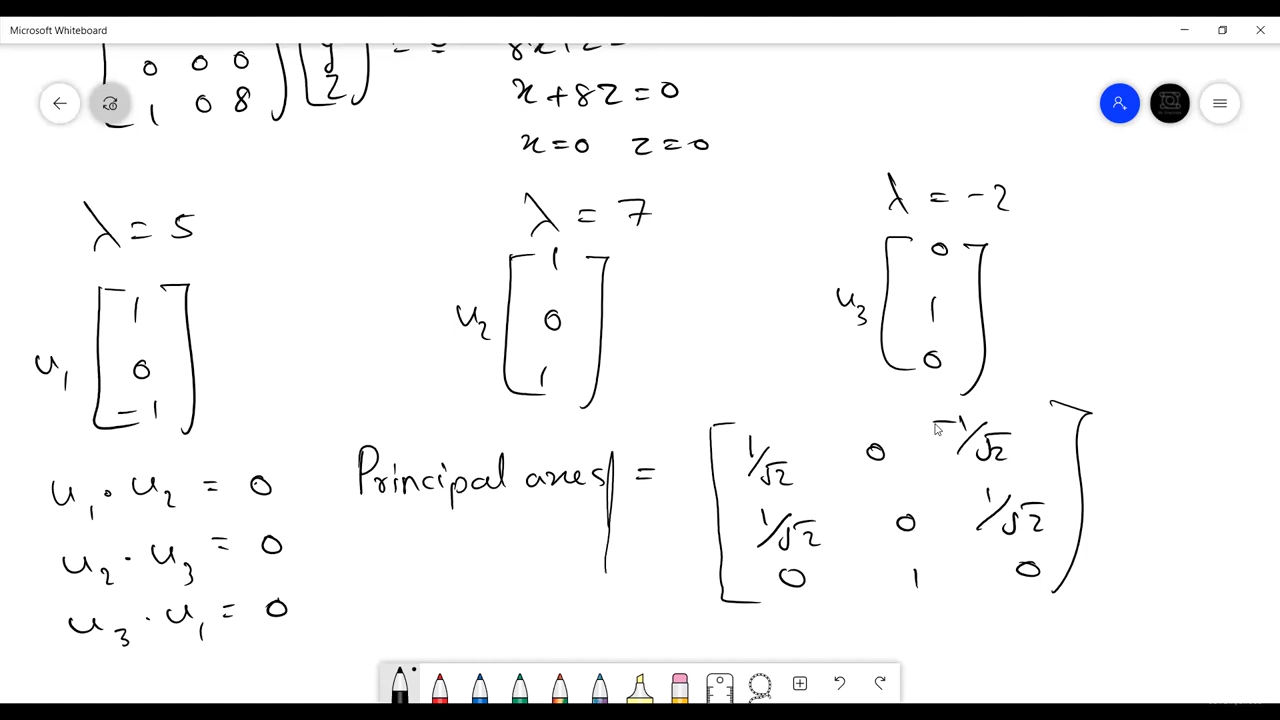 Microsoft Whiteboard
0 0 0 y
1 0 8 z
x + 8z = 0
x = 0 z = 0
λ = 5 λ = 7 λ = -2
u1 [1 0 -1] u2 [1 0 1] u3 [0 1 0]
u1 . u2 = 0
u2 . u3 = 0
u3 . u1 = 0
Principal axes =
1/√2 0 -1/√2
1/√2 0 1/√2
0 1 0